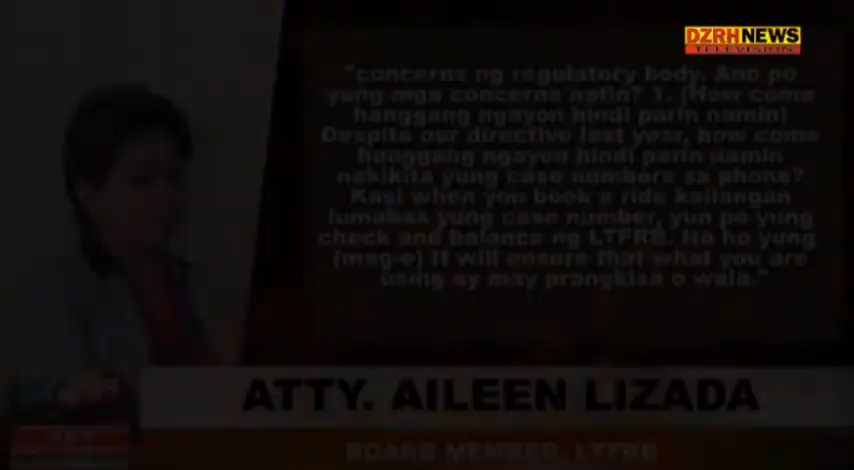 DZRH NEWS
TELEVISION
"concerns ng regulatory body. Ano po
yung mga concerns natin? 1. (How come
hanggang ngayon hindi parin namin)
Despite our directive last year, how come
hanggang ngayon hindi parin namin
nakikita yung case numbers sa phone?
Kasi when you book a ride kailangan
lumabas yung case number, yun po yung
check and balance ng LTFRB. Ho ho yung
(mag-e) It will ensure that what you are
using ay may prangkisa o wala."
ATTY. AILEEN LIZADA
BOARD MEMBER, LTFRB